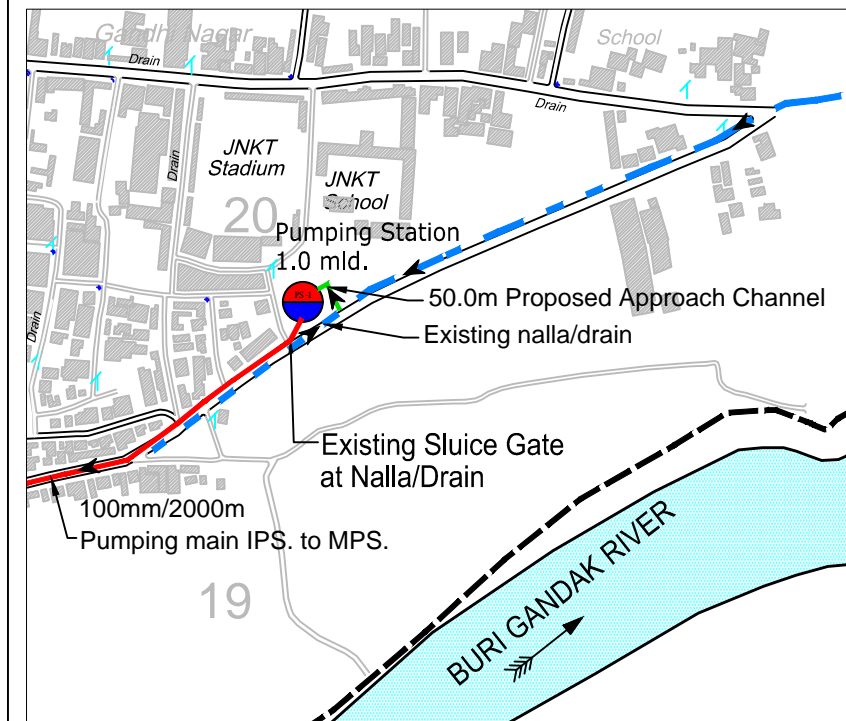 Gandhi Nagar
School
Drain
Drain
Drain
JNKT
Stadium
JNKT
School
20
Pumping Station
1.0 mld.
PS-1
50.0m Proposed Approach Channel
Existing nalla/drain
Drain
Existing Sluice Gate
at Nalla/Drain
100mm/2000m
Pumping main IPS. to MPS.
19
BURI GANDAK RIVER